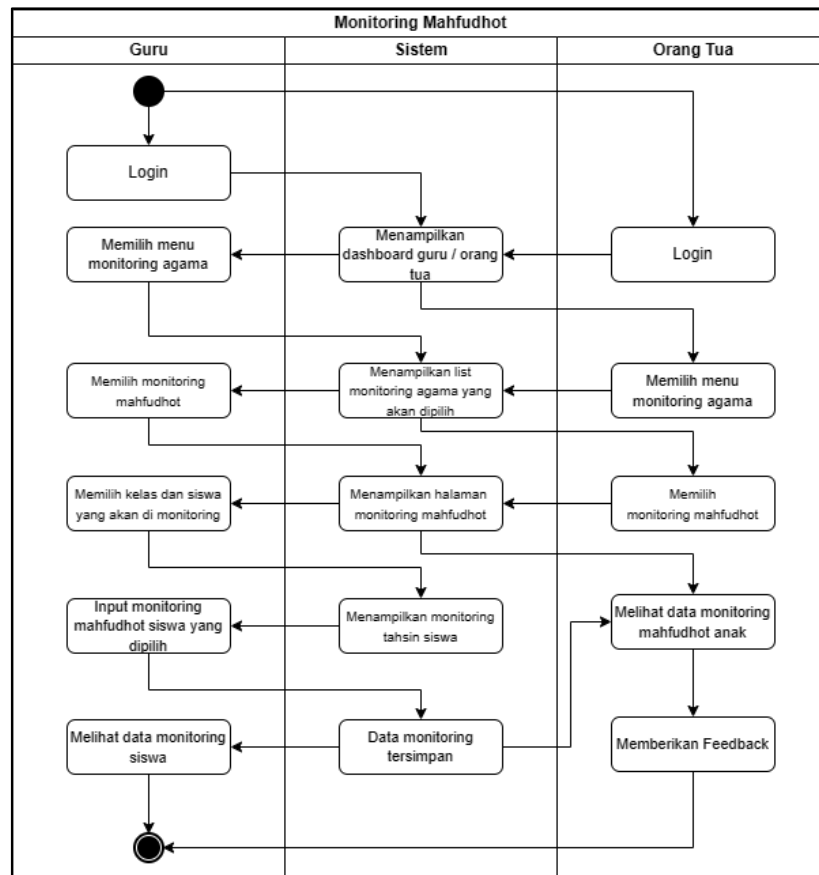 Monitoring Mahfudhot
Guru
Sistem
Orang Tua
Login
Memilih menu
monitoring agama
Menampilkan
dashboard guru / orang
tua
Login
Memilih monitoring
mahfudhot
Menampilkan list
monitoring agama yang
akan dipilih
Memilih menu
monitoring agama
Memilih kelas dan siswa
yang akan di monitoring
Menampilkan halaman
monitoring mahfudhot
Memilih
monitoring mahfudhot
Input monitoring
mahfudhot siswa yang
dipilih
Menampilkan monitoring
tahsin siswa
Melihat data monitoring
mahfudhot anak
Melihat data monitoring
siswa
Data monitoring
tersimpan
Memberikan Feedback